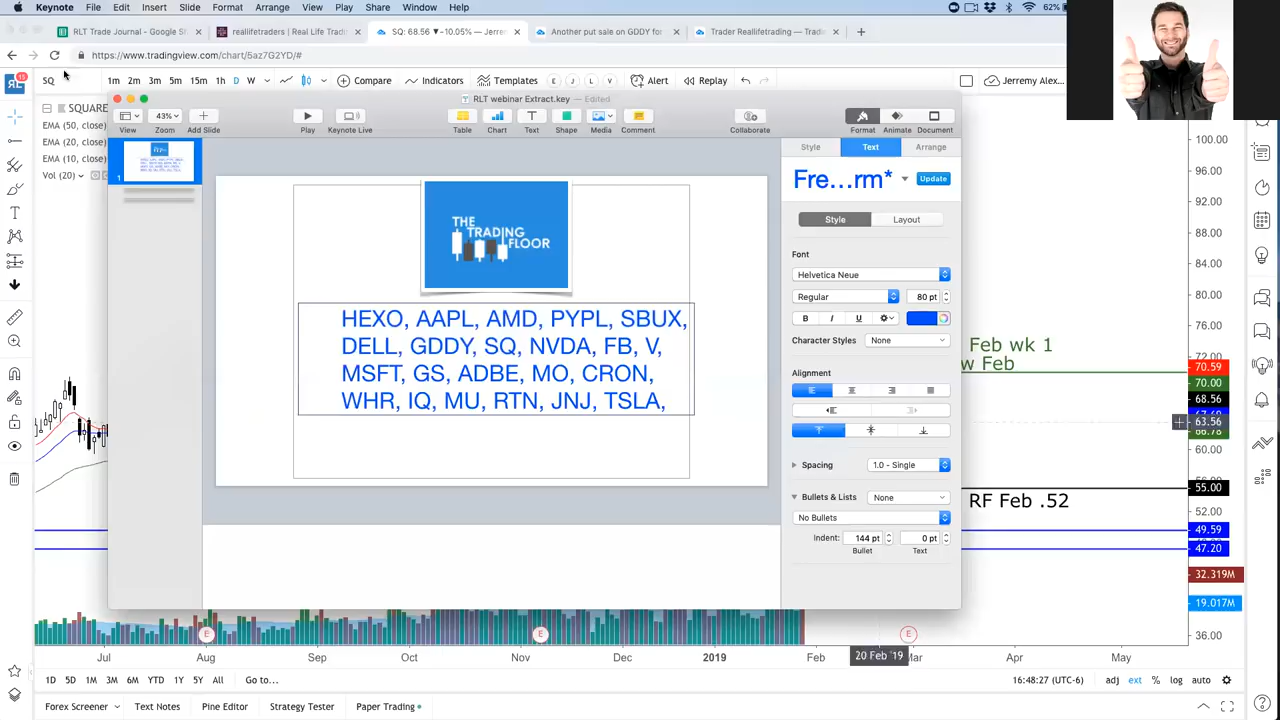 Keynote File Edit Insert Slide Format Arrange View Play Share Window Help 62%
RLT Trade Journal - Google Sh × reallifetraders | Real Life Tradi × SQ: 68.56 ▼−10.05% — Jerrem × Another put sale on GDDY for × Trader Reallifetrading — Tradin × +
https://www.tradingview.com/chart/5az7G2YD/#
15
SQ 1m 2m 3m 5m 15m 1h D W Compare Indicators Templates E J L V Alert Replay Jeremy Alex...
SQUARE
EMA (50, close)
EMA (20, close)
EMA (10, close)
Vol (20)
RLT webinar Extract.key — Edited
43%
View Zoom Add Slide Play Keynote Live Table Chart Text Shape Media Comment Collaborate Format Animate Document
1
THE
TRADING
FLOOR
HEXO, AAPL, AMD, PYPL, SBUX,
DELL, GDDY, SQ, NVDA, FB, V,
MSFT, GS, ADBE, MO, CRON,
WHR, IQ, MU, RTN, JNJ, TSLA,
Style Text Arrange
Fre...rm* Update
Style Layout
Font
Helvetica Neue
Regular 80 pt
B I U
Character Styles None
Alignment
Spacing 1.0 - Single
Bullets & Lists None
No Bullets
Indent: 144 pt 0 pt
Bullet Text
Feb wk 1
w Feb
RF Feb .52
100.00
96.00
92.00
88.00
84.00
80.00
76.00
72.00
70.59
70.00
68.56
63.56
60.00
55.00
52.00
49.59
47.20
32.319M
19.017M
36.00
E E E
Jul Aug Sep Oct Nov Dec 2019 Feb 20 Feb '19 Mar Apr May
1D 5D 1M 3M 6M YTD 1Y 5Y All Go to... 16:48:27 (UTC-6) adj ext % log auto
Forex Screener Text Notes Pine Editor Strategy Tester Paper Trading